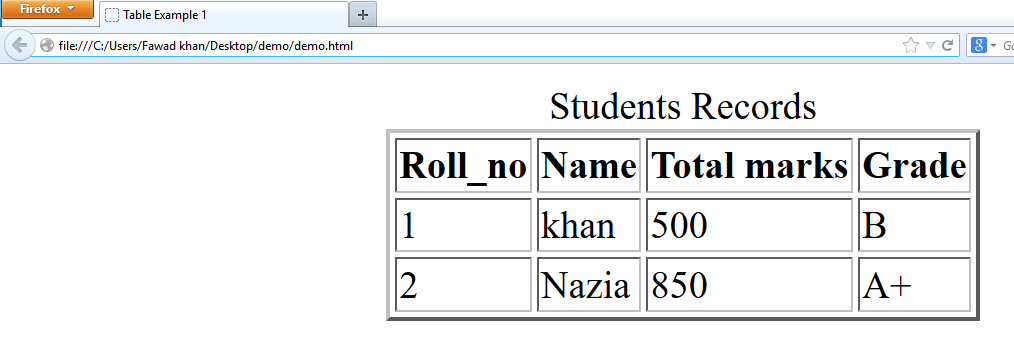 Firefox
Table Example 1
file:///C:/Users/Fawad khan/Desktop/demo/demo.html
8
Students Records
Roll_no Name Total marks Grade
1 khan 500 B
2 Nazia 850 A+